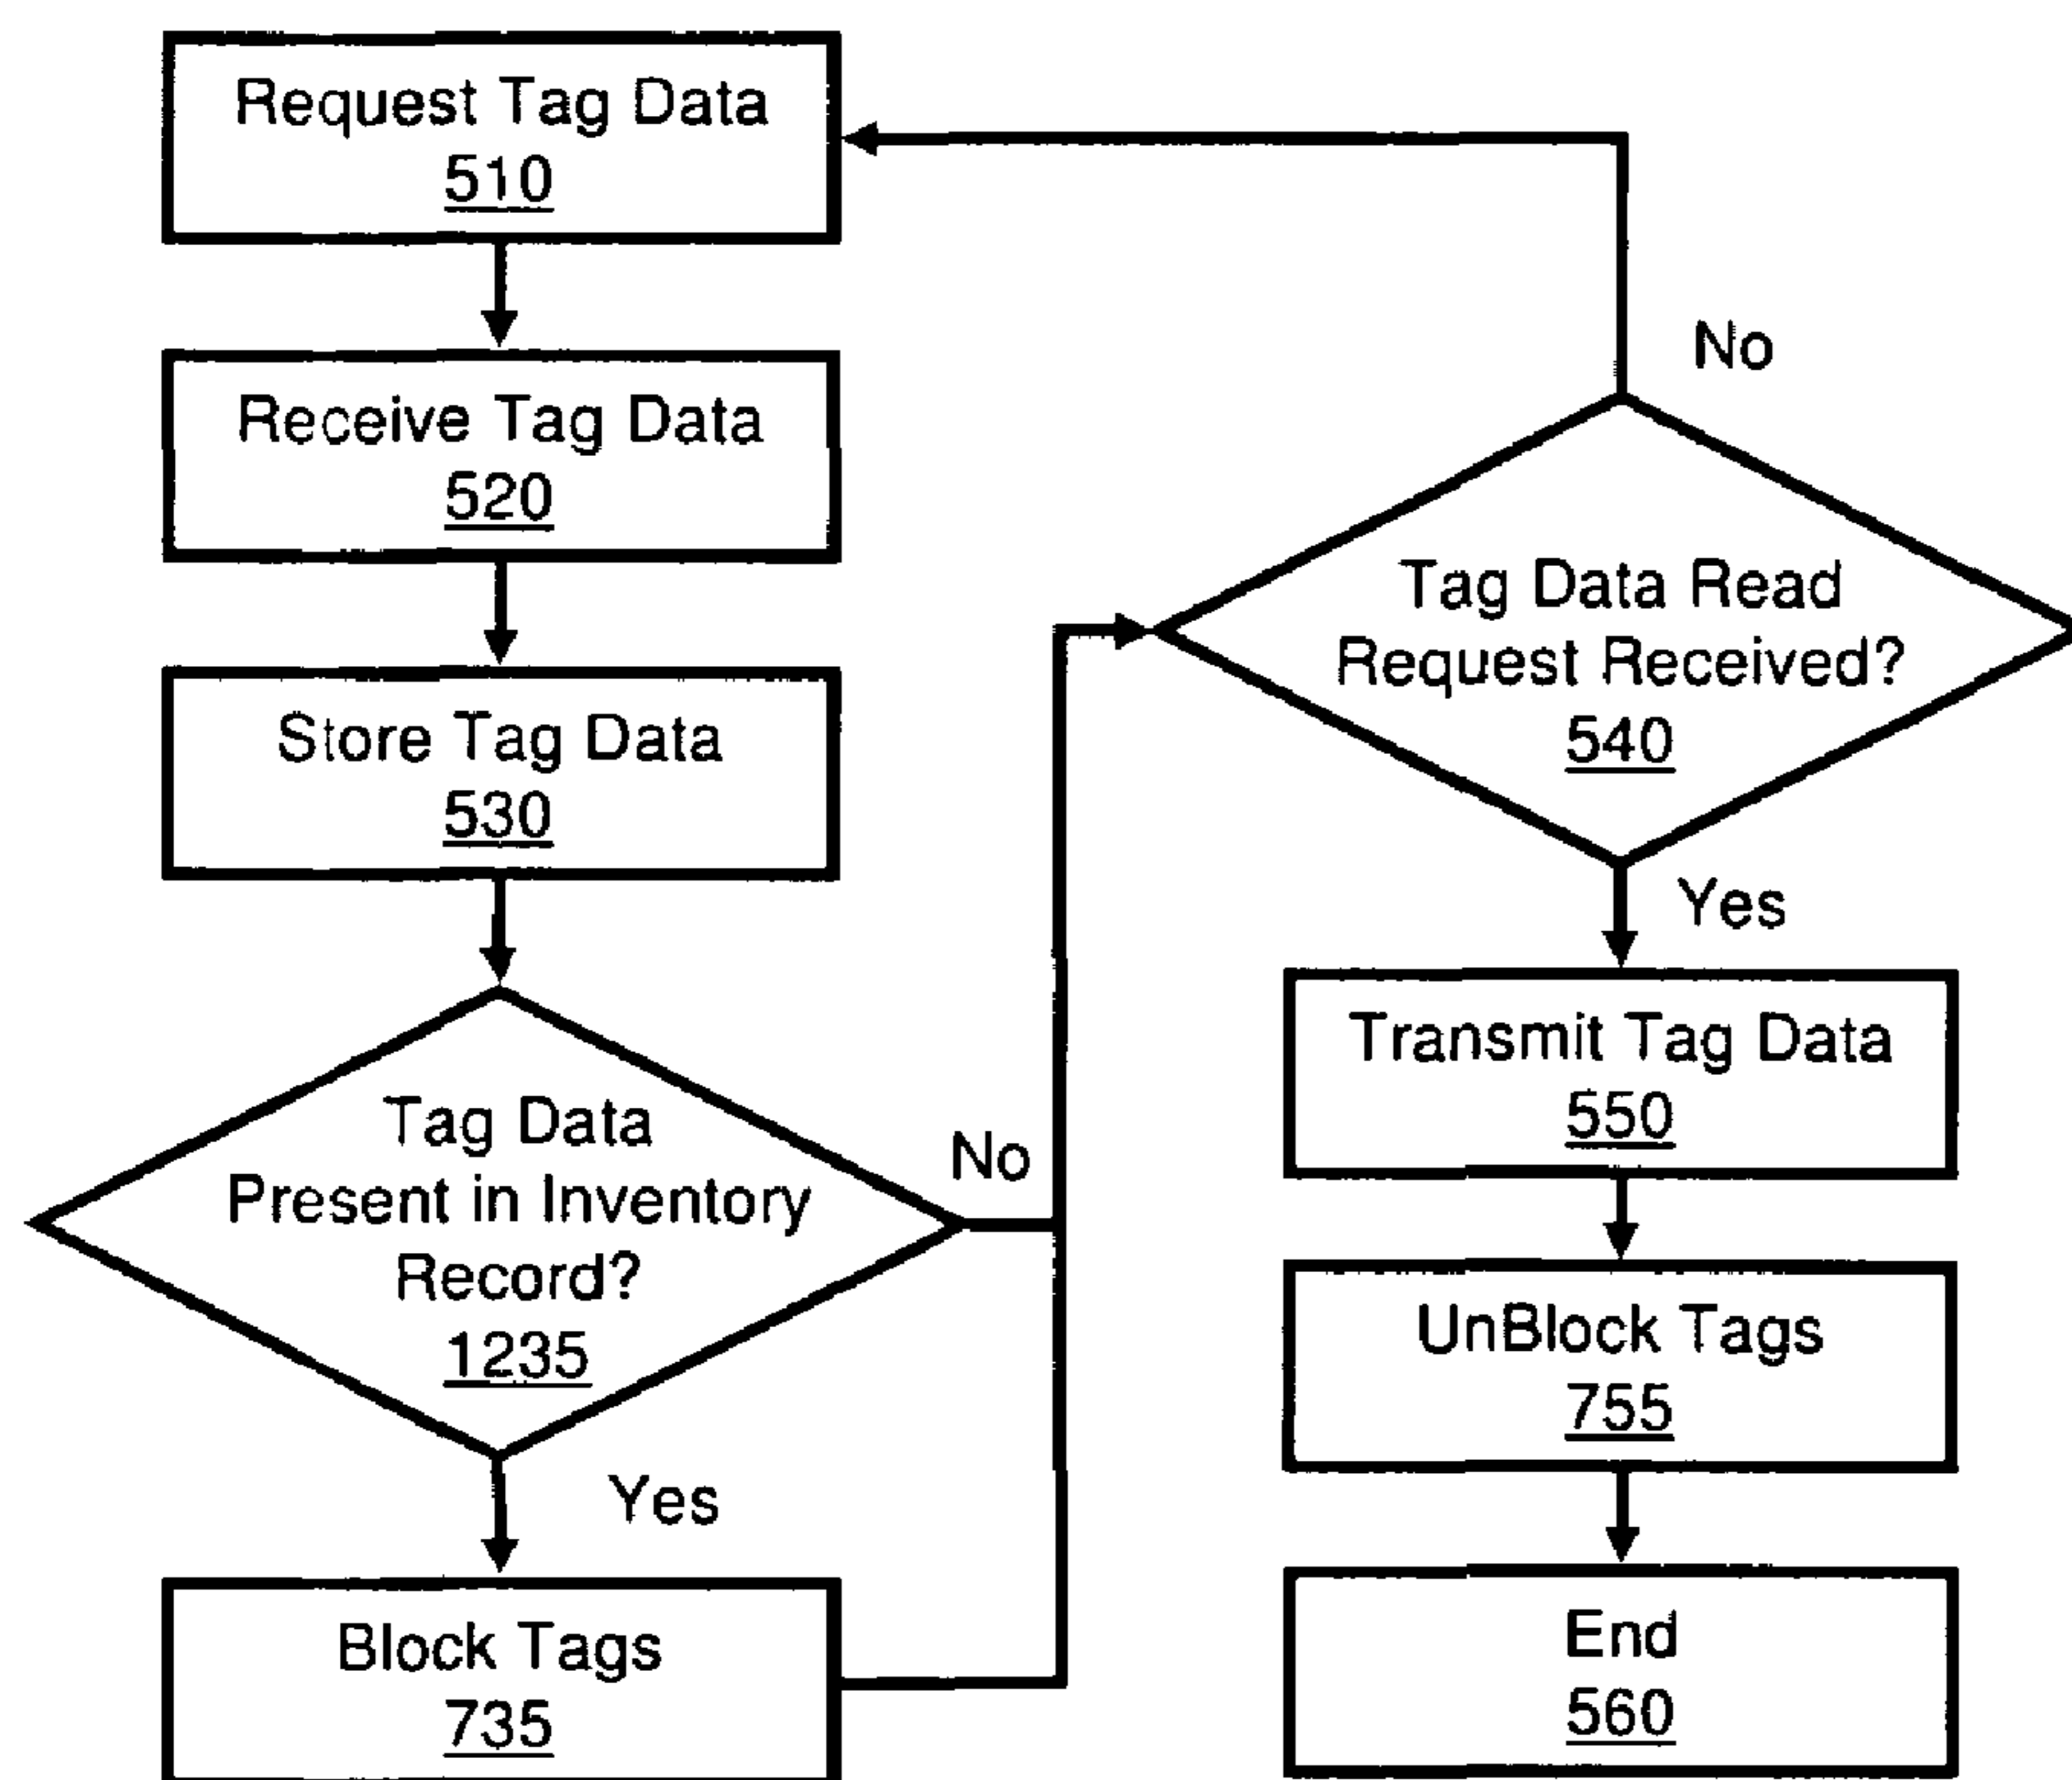 Request Tag Data
510
Receive Tag Data
520
Store Tag Data
530
Tag Data
Present in Inventory
Record?
1235
No
Yes
Block Tags
735
No
Tag Data Read
Request Received?
540
Yes
Transmit Tag Data
550
UnBlock Tags
755
End
560